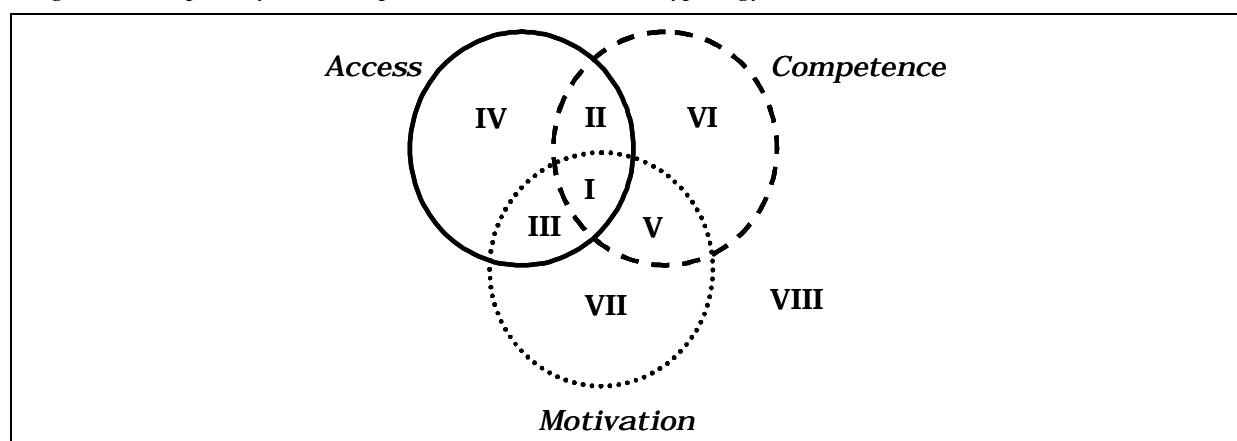 Access
Competence
IV
II
VI
I
III
V
VII
VIII
Motivation